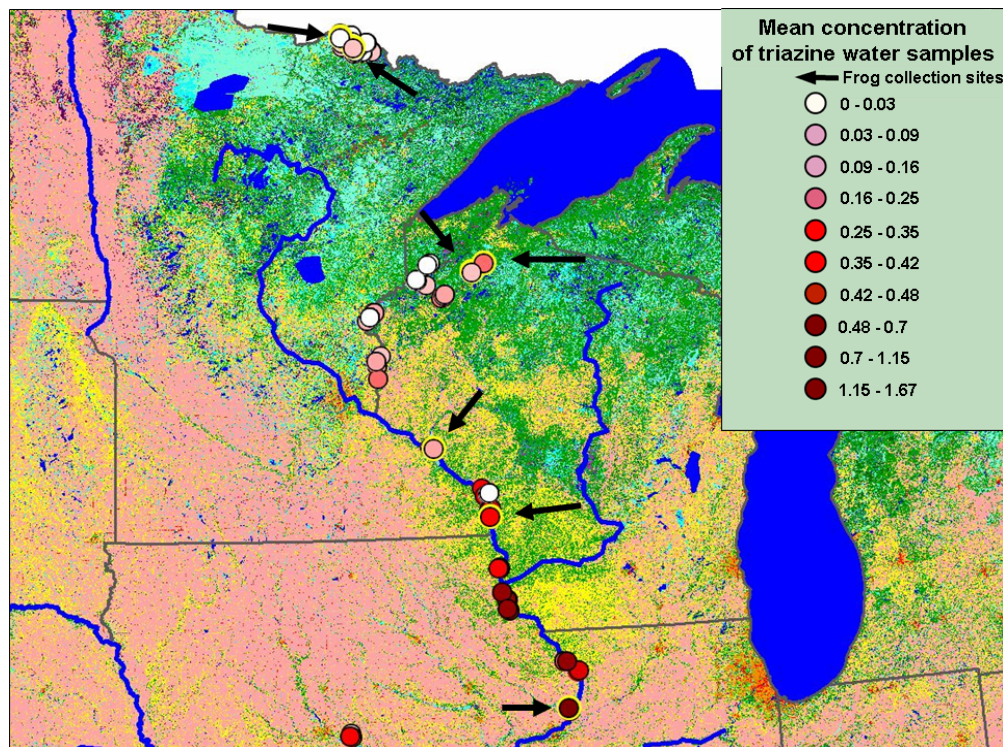 Mean concentration
of triazine water samples
Frog collection sites
0 - 0.03
0.03 - 0.09
0.09 - 0.16
0.16 - 0.25
0.25 - 0.35
0.35 - 0.42
0.42 - 0.48
0.48 - 0.7
0.7 - 1.15
1.15 - 1.67